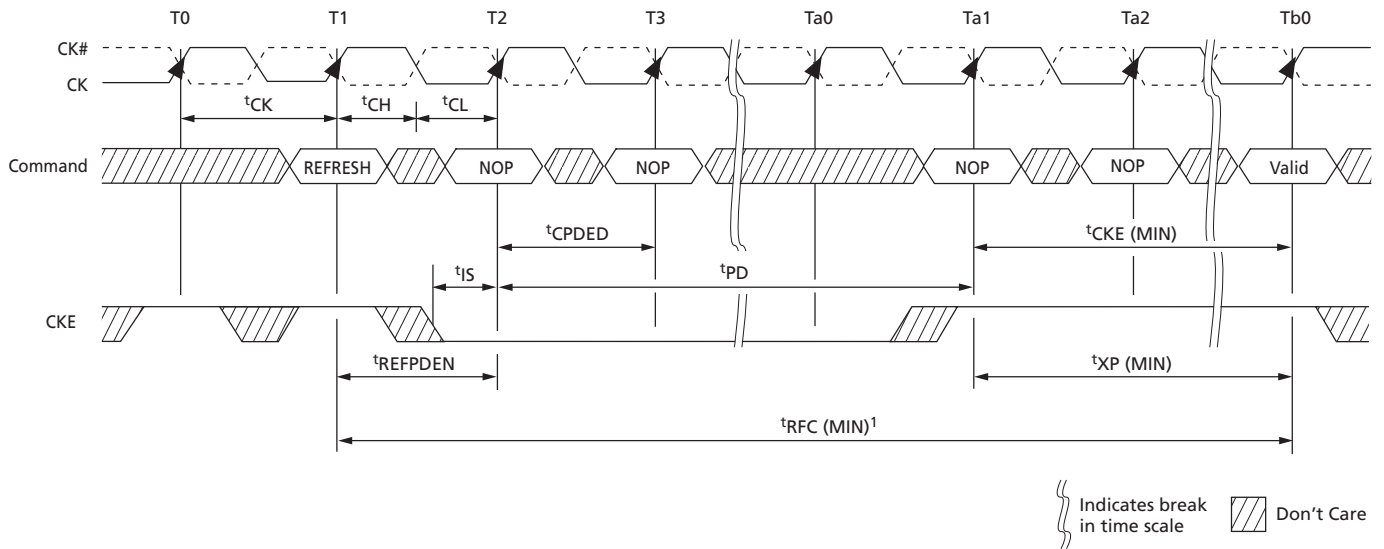 T0 T1 T2 T3 Ta0 Ta1 Ta2 Tb0
CK#
CK
tCK tCH tCL
Command REFRESH NOP NOP NOP NOP Valid
tCPDED tCKE (MIN)
tIS tPD
CKE
tREFPDEN tXP (MIN)
tRFC (MIN)1
Indicates break
in time scale
Don't Care